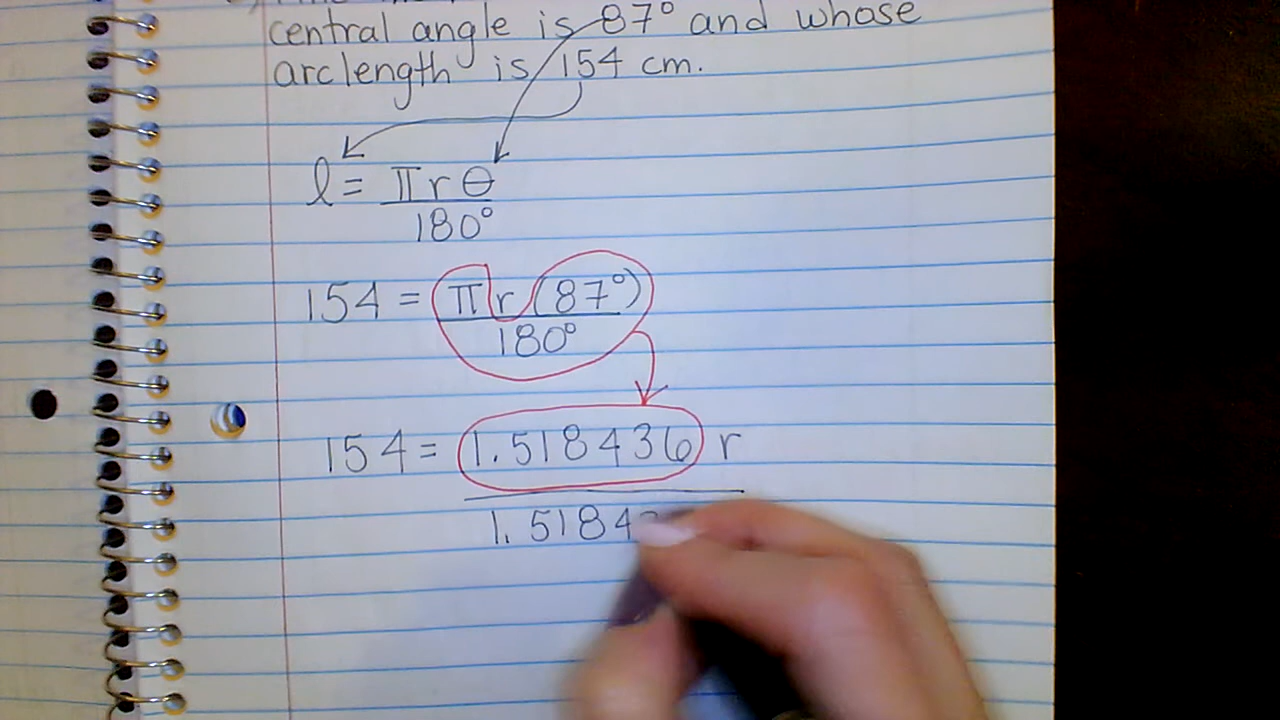 central angle is 87° and whose
arclength is 154 cm.
l = πrθ
180°
154 = πr(87°)
180°
154 = 1.518436 r
1.5184